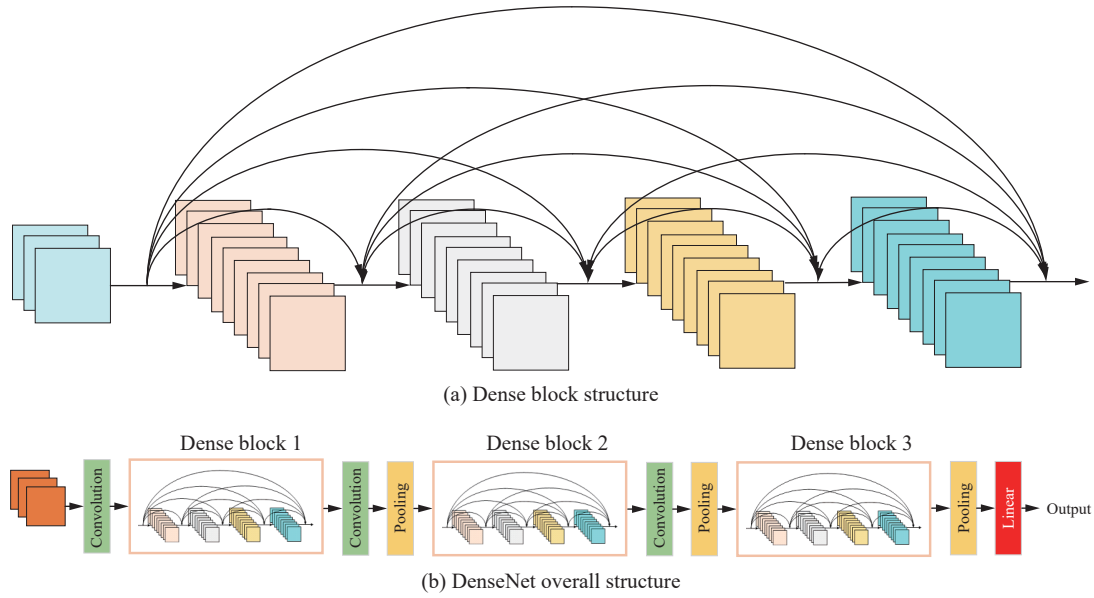 (a) Dense block structure
Dense block 1
Dense block 2
Dense block 3
Convolution
Convolution
Pooling
Convolution
Pooling
Pooling
Linear
Output
(b) DenseNet overall structure